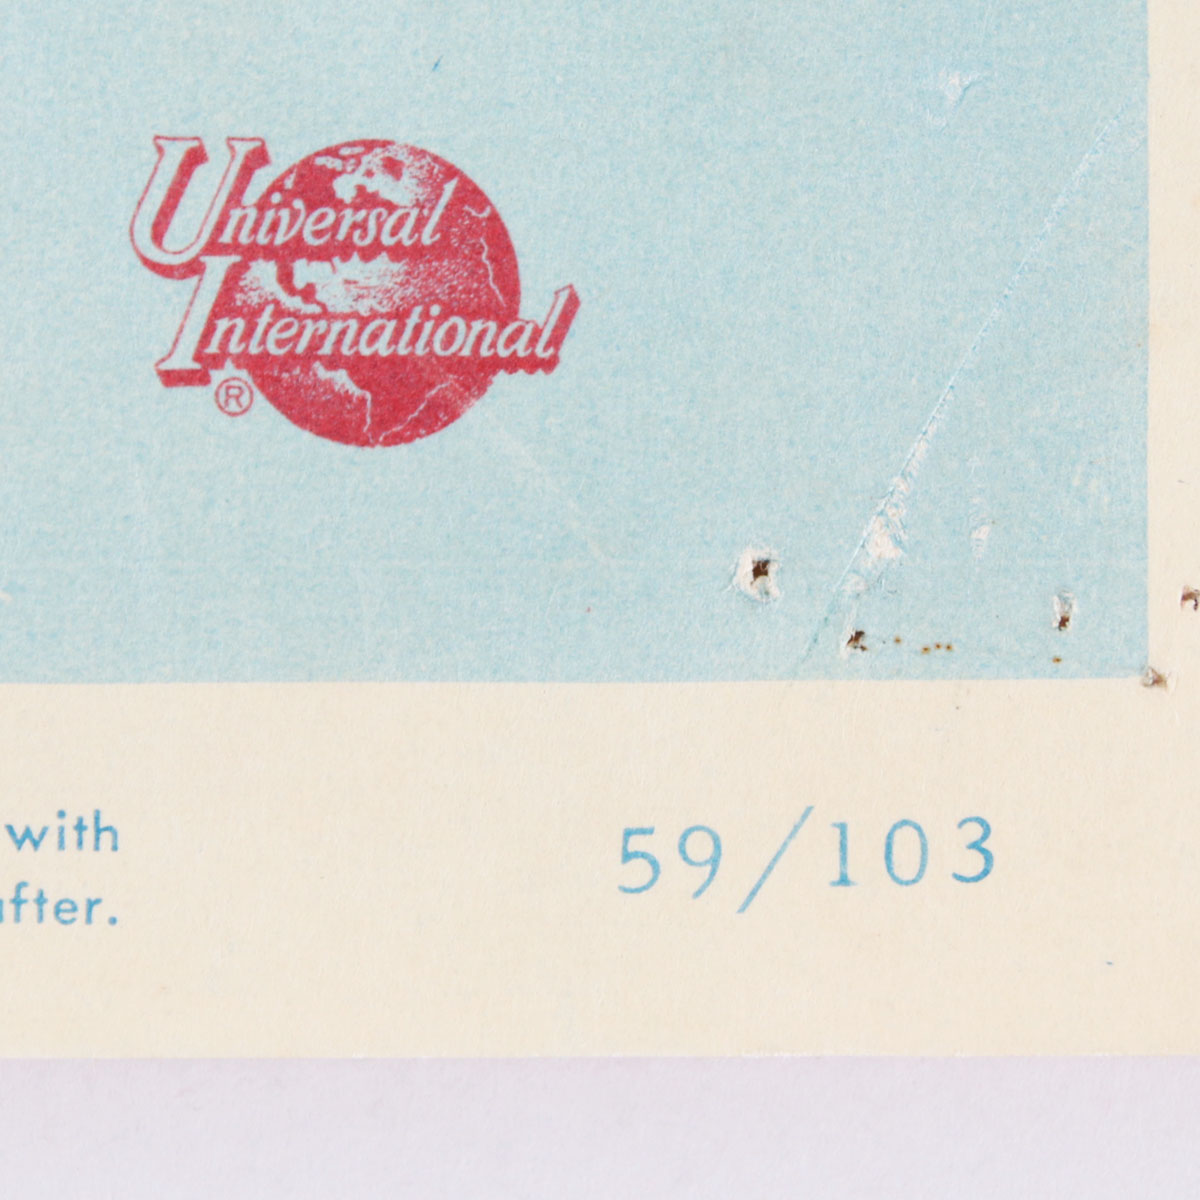 Universal
International
®
with
after.
59/103